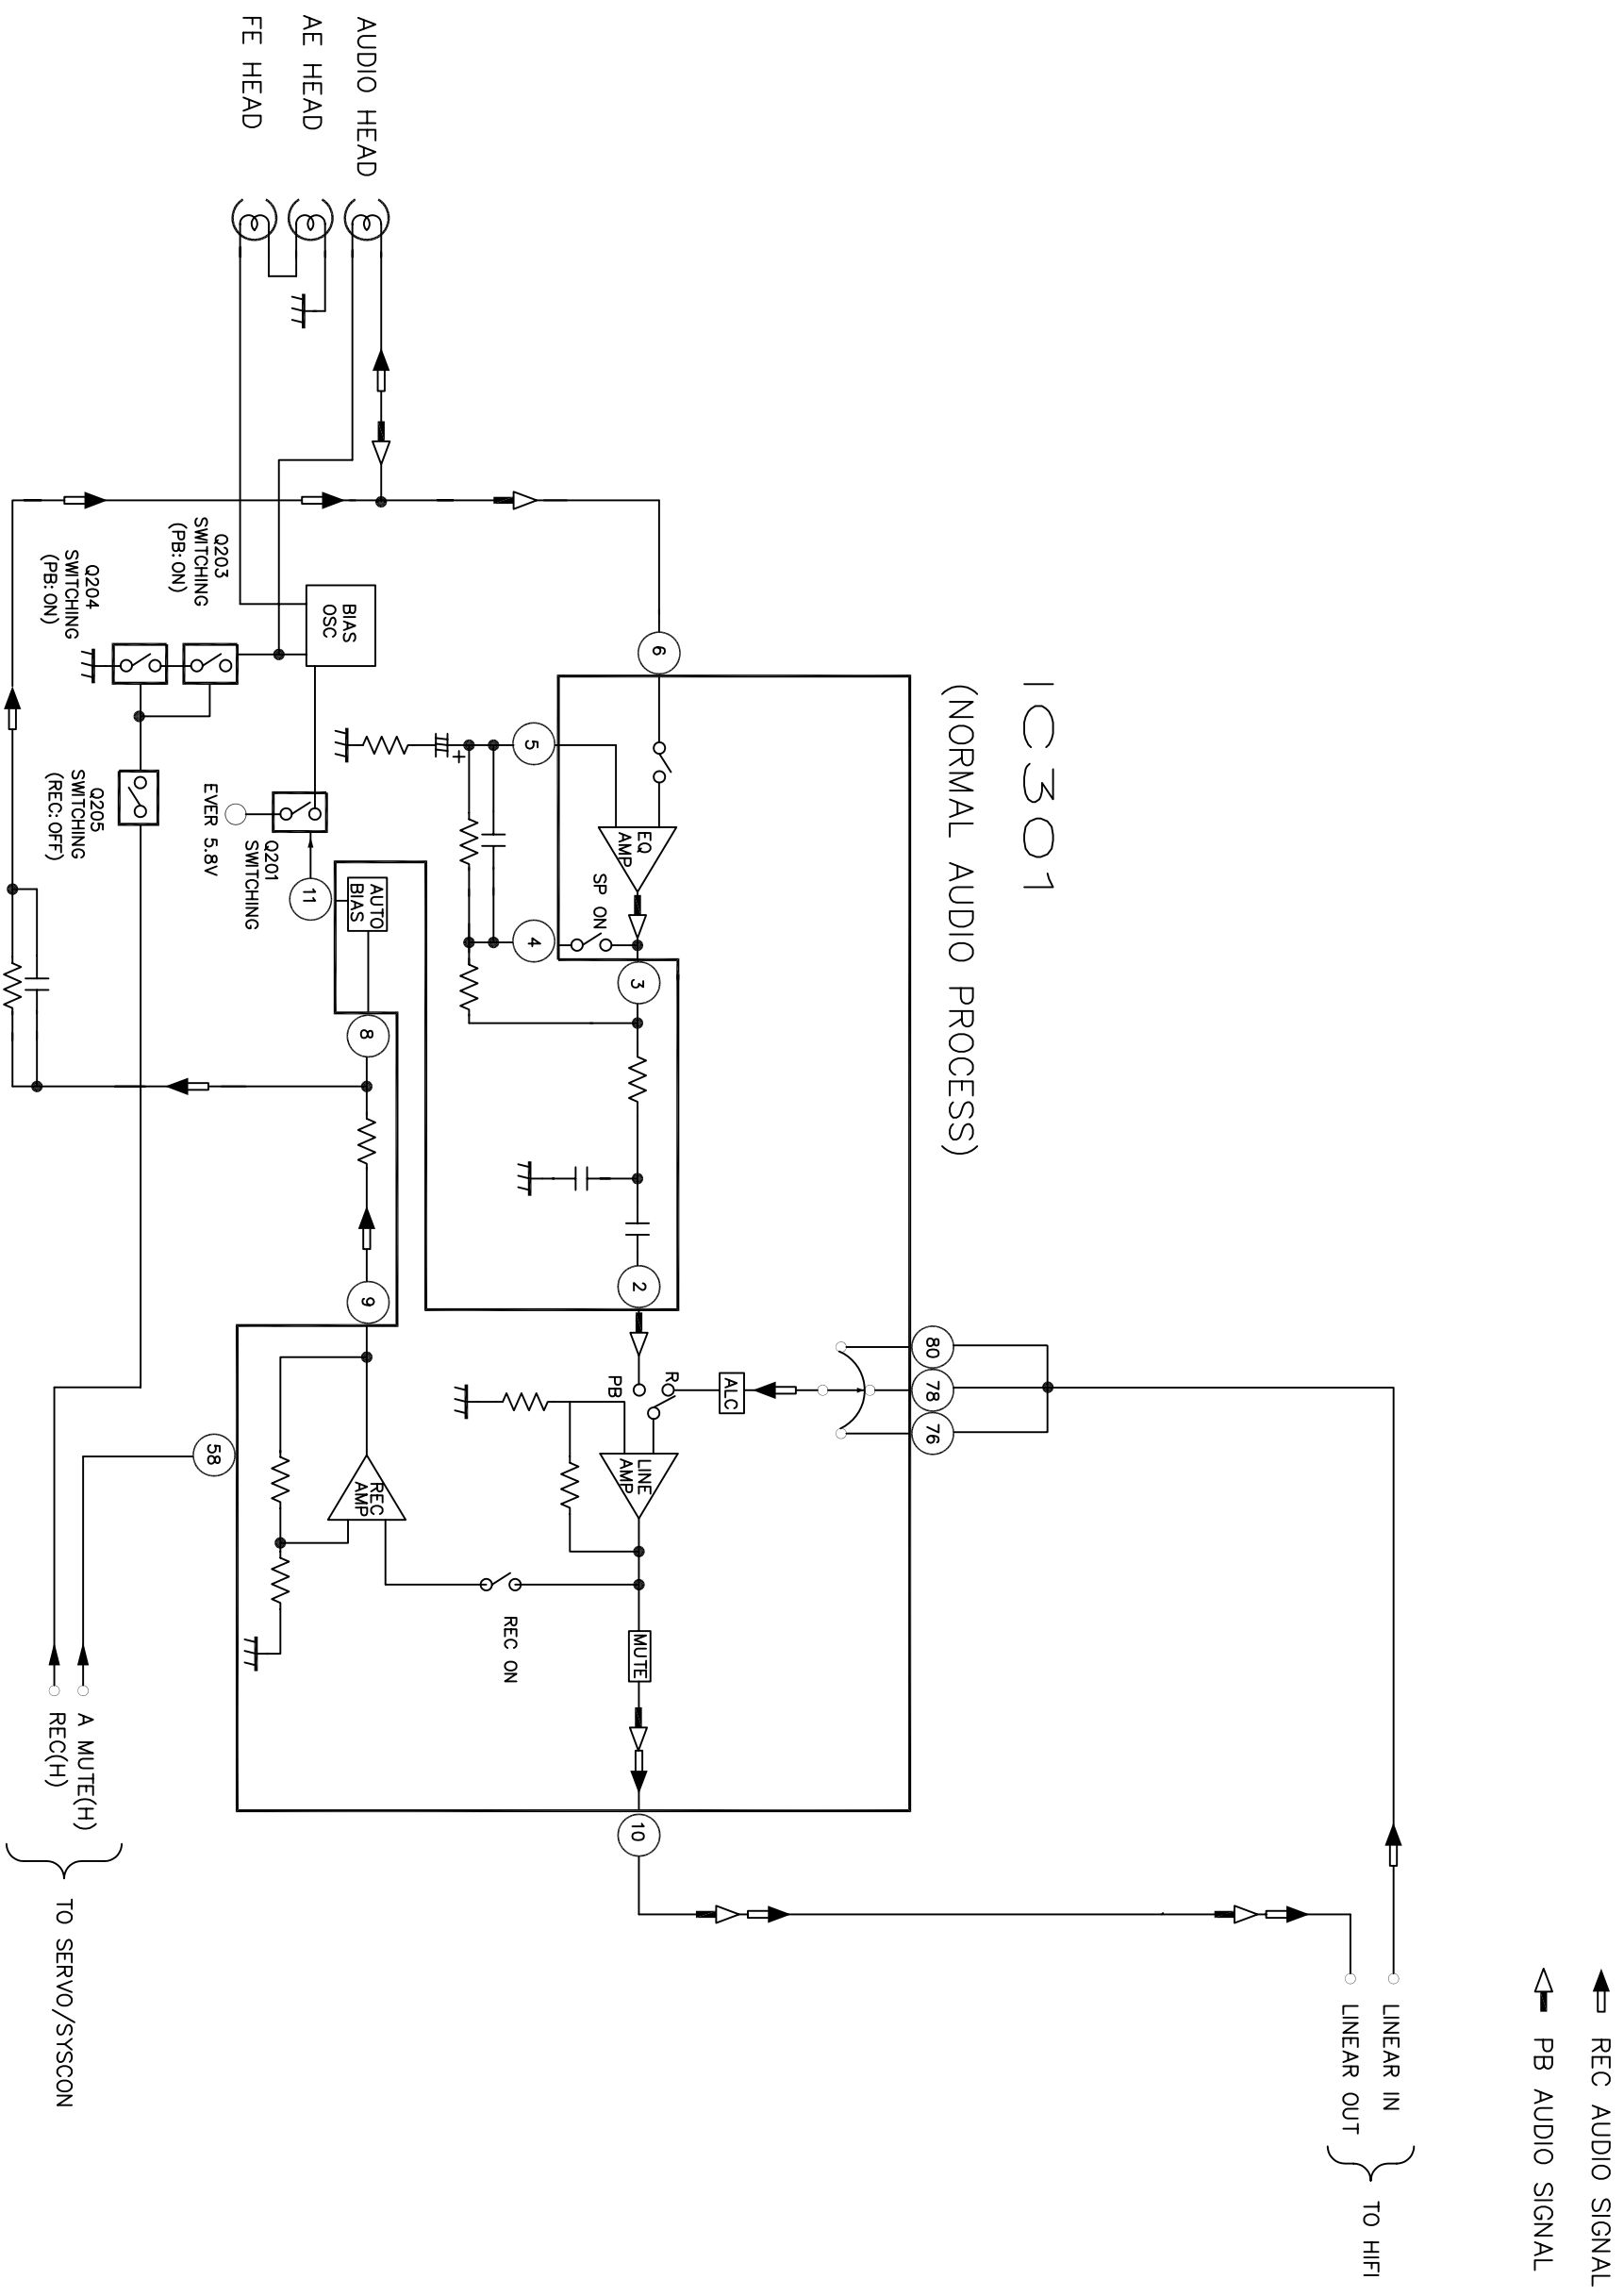 REC AUDIO SIGNAL
PB AUDIO SIGNAL
LINEAR IN
LINEAR OUT
TO HIFI
IC301
(NORMAL AUDIO PROCESS)
80
78
76
6
EQ
AMP
SP ON
5
4
3
2
ALC
R
PB
LINE
AMP
MUTE
10
REC ON
AUDIO HEAD
AE HEAD
FE HEAD
BIAS
OSC
Q201
SWITCHING
EVER 5.8V
11
AUTO
BIAS
8
9
REC
AMP
58
Q203
SWITCHING
(PB:ON)
Q204
SWITCHING
(PB:ON)
Q205
SWITCHING
(REC:OFF)
A MUTE(H)
REC(H)
TO SERVO/SYSCON